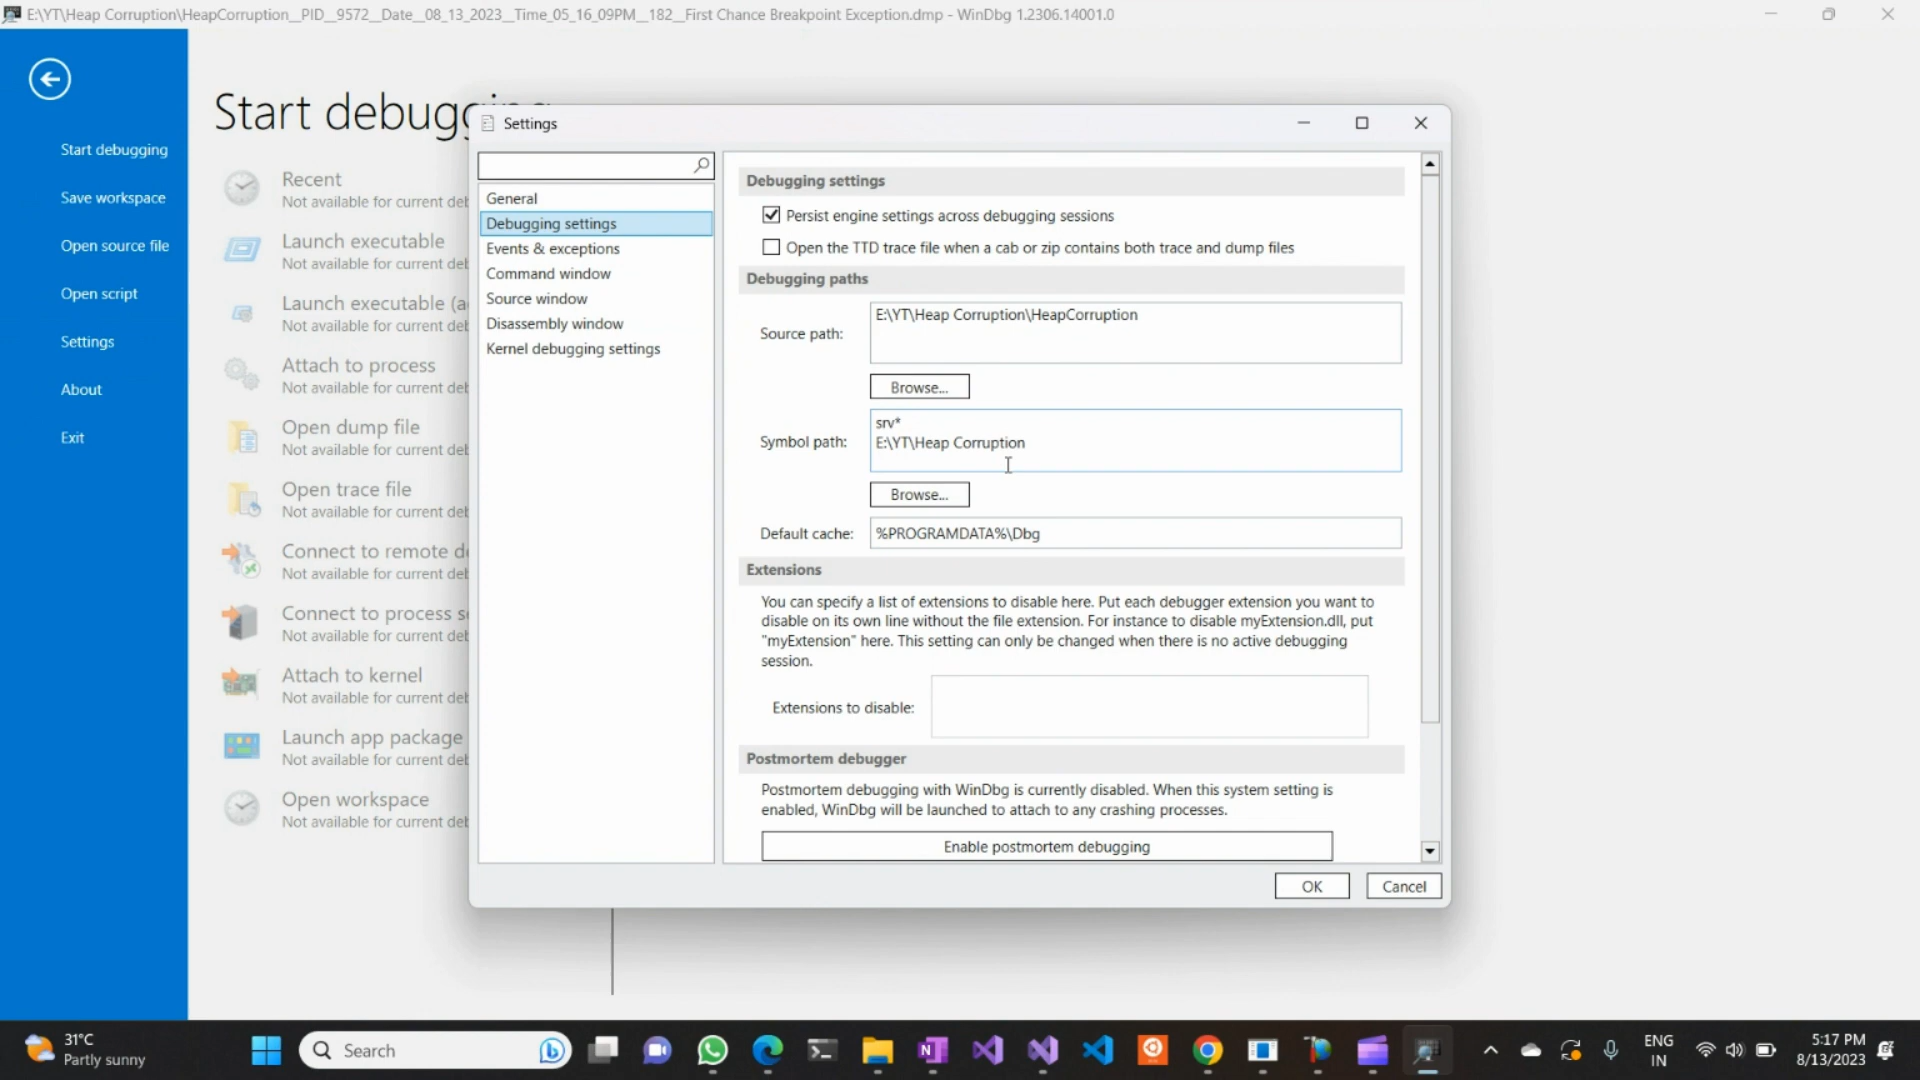 E:\YT\Heap Corruption\HeapCorruption__PID__9572__Date__08_13_2023__Time_05_16_09PM__182__First Chance Breakpoint Exception.dmp - WinDbg 1.2306.14001.0
Start debugging
Save workspace
Open source file
Open script
Settings
About
Exit
Start debugging
Recent
Not available for current deb
Launch executable
Not available for current deb
Launch executable (a
Not available for current deb
Attach to process
Not available for current deb
Open dump file
Not available for current deb
Open trace file
Not available for current deb
Connect to remote d
Not available for current deb
Connect to process s
Not available for current deb
Attach to kernel
Not available for current deb
Launch app package
Not available for current deb
Open workspace
Not available for current deb
Settings
General
Debugging settings
Events & exceptions
Command window
Source window
Disassembly window
Kernel debugging settings
Debugging settings
Persist engine settings across debugging sessions
Open the TTD trace file when a cab or zip contains both trace and dump files
Debugging paths
Source path:
E:\YT\Heap Corruption\HeapCorruption
Browse...
Symbol path:
srv*
E:\YT\Heap Corruption
Browse...
Default cache:
%PROGRAMDATA%\Dbg
Extensions
You can specify a list of extensions to disable here. Put each debugger extension you want to
disable on its own line without the file extension. For instance to disable myExtension.dll, put
"myExtension" here. This setting can only be changed when there is no active debugging
session.
Extensions to disable:
Postmortem debugger
Postmortem debugging with WinDbg is currently disabled. When this system setting is
enabled, WinDbg will be launched to attach to any crashing processes.
Enable postmortem debugging
OK
Cancel
31°C
Partly sunny
Search
ENG
IN
5:17 PM
8/13/2023